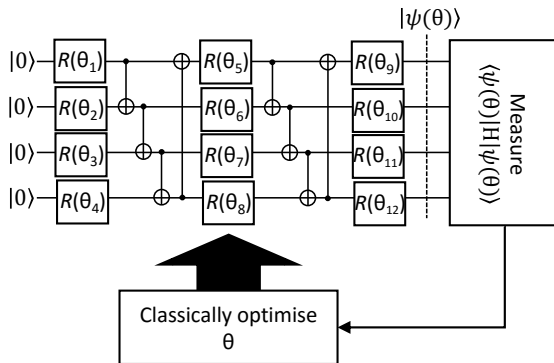 |ψ(θ)⟩
|0⟩ R(θ₁) R(θ₅) R(θ₉)
|0⟩ R(θ₂) R(θ₆) R(θ₁₀)
|0⟩ R(θ₃) R(θ₇) R(θ₁₁)
|0⟩ R(θ₄) R(θ₈) R(θ₁₂)
Measure
⟨ψ(θ)|H|ψ(θ)⟩
Classically optimise
θ